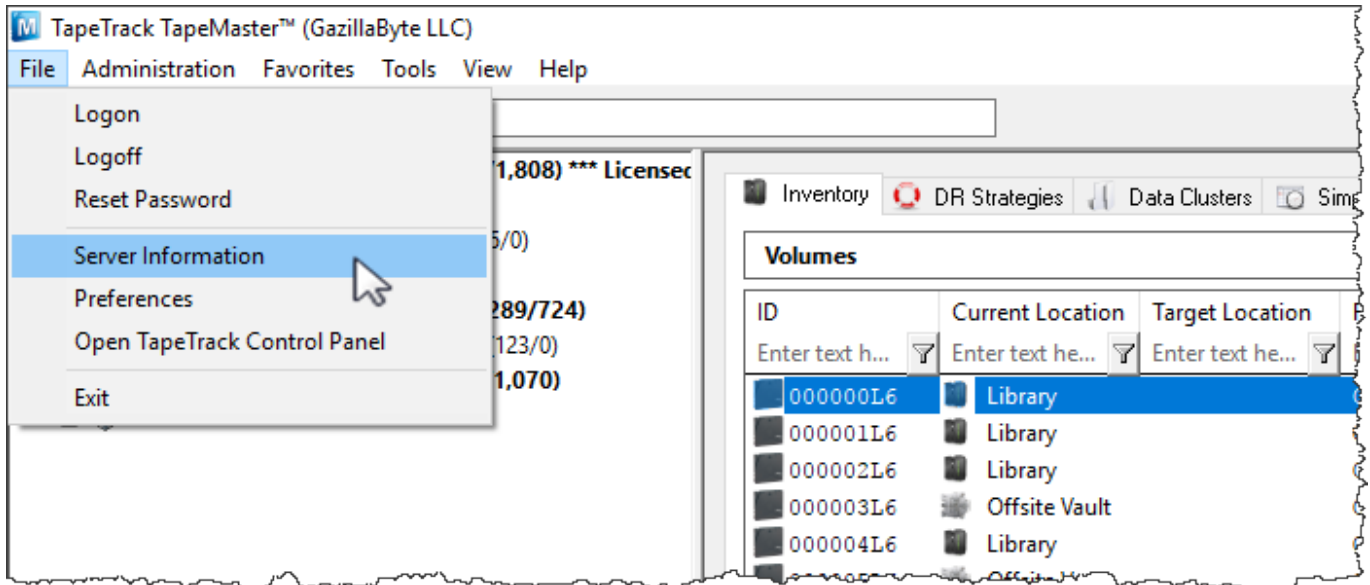 TapeTrack TapeMaster™ (GazillaByte LLC)
File Administration Favorites Tools View Help
Logon
Logoff
Reset Password
Server Information
Preferences
Open TapeTrack Control Panel
Exit
1,808) *** Licensed
/0)
289/724)
123/0)
1,070)
Inventory DR Strategies Data Clusters
Volumes
ID Current Location Target Location
Enter text h... Enter text he... Enter text he...
000000L6 Library
000001L6 Library
000002L6 Library
000003L6 Offsite Vault
000004L6 Library